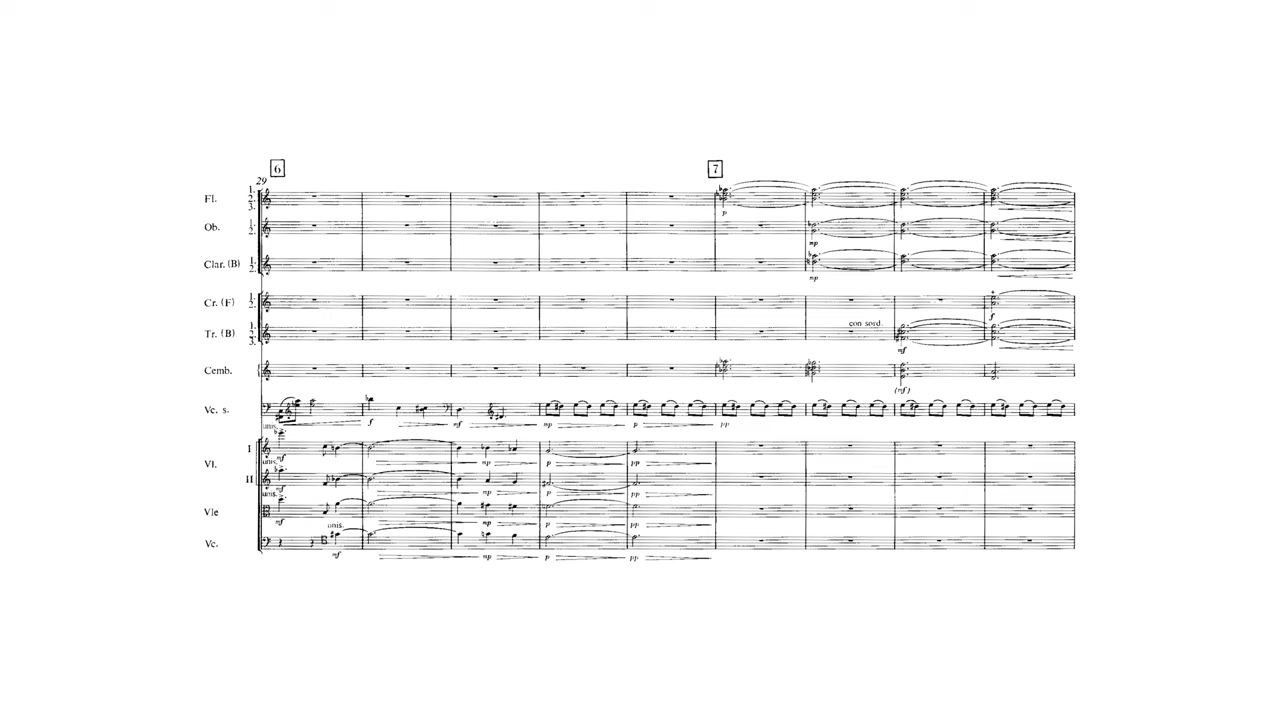 6 7
29
Fl. 1. 2. 3.
p
Ob. 1. 2.
mp
Clar. (B) 1. 2.
mp
Cr. (F) 1. 2.
f
con sord.
Tr. (B) 1. 3.
mf
Cemb.
(mf)
Vc. s.
f mf mp p pp
unis.
I
mf mp p pp
Vl.
unis.
II
mf mp p pp
unis.
Vle
mf mp p pp
unis.
Vc.
mf mp p pp